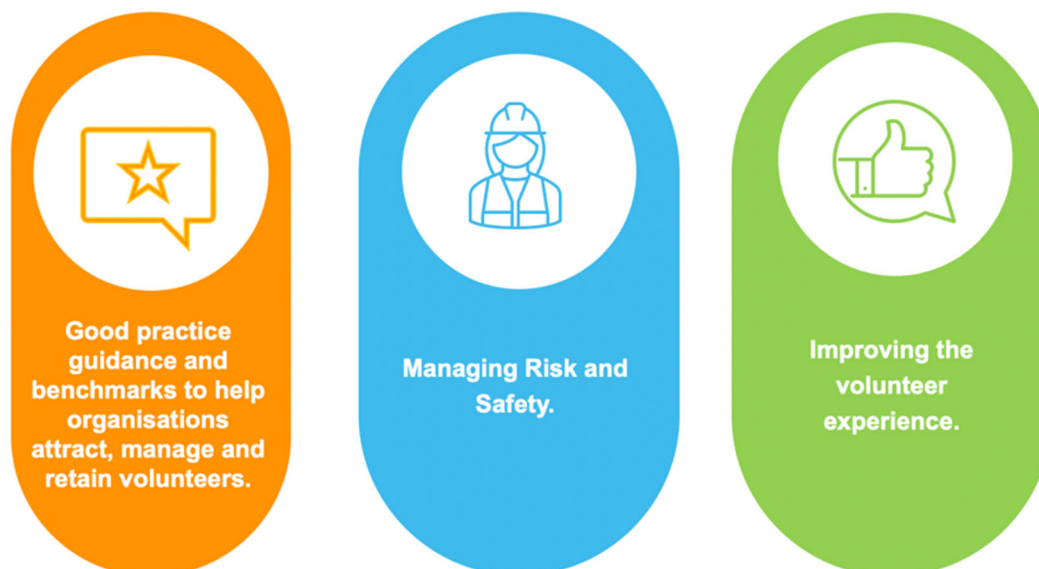 Good practice
guidance and
benchmarks to help
organisations
attract, manage and
retain volunteers.
Managing Risk and
Safety.
Improving the
volunteer
experience.